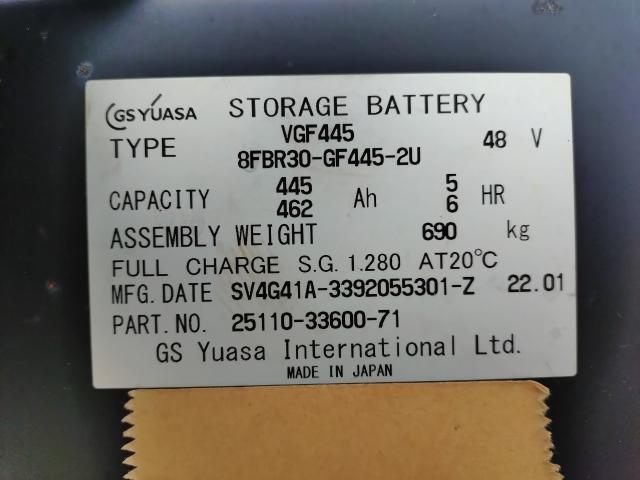 GS YUASA STORAGE BATTERY
TYPE VGF445 48 V
8FBR30-GF445-2U
CAPACITY 445 Ah 5 HR
462 6
ASSEMBLY WEIGHT 690 kg
FULL CHARGE S.G. 1.280 AT20℃
MFG. DATE SV4G41A-3392055301-Z 22.01
PART.NO. 25110-33600-71
GS Yuasa International Ltd.
MADE IN JAPAN